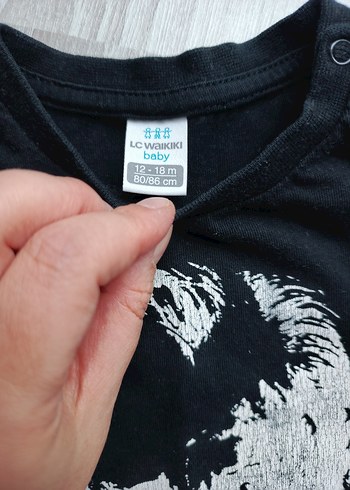 LC WAIKIKI
baby
12 - 18 m
80/86 cm